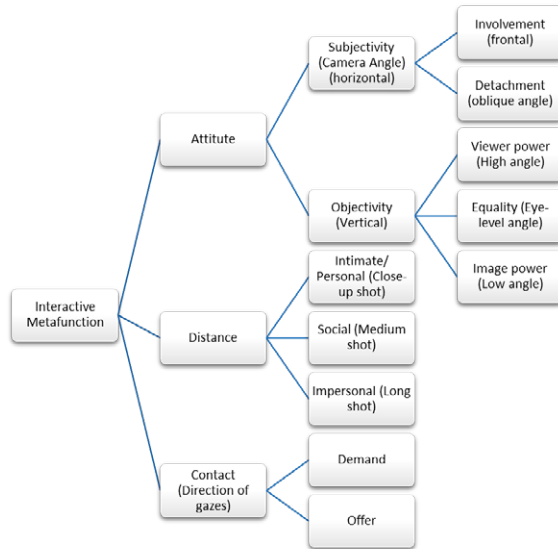 Interactive
Metafunction
Attitute
Subjectivity
(Camera Angle)
(horizontal)
Involvement
(frontal)
Detachment
(oblique angle)
Objectivity
(Vertical)
Viewer power
(High angle)
Equality (Eye-
level angle)
Image power
(Low angle)
Distance
Intimate/
Personal (Close-
up shot)
Social (Medium
shot)
Impersonal (Long
shot)
Contact
(Direction of
gazes)
Demand
Offer